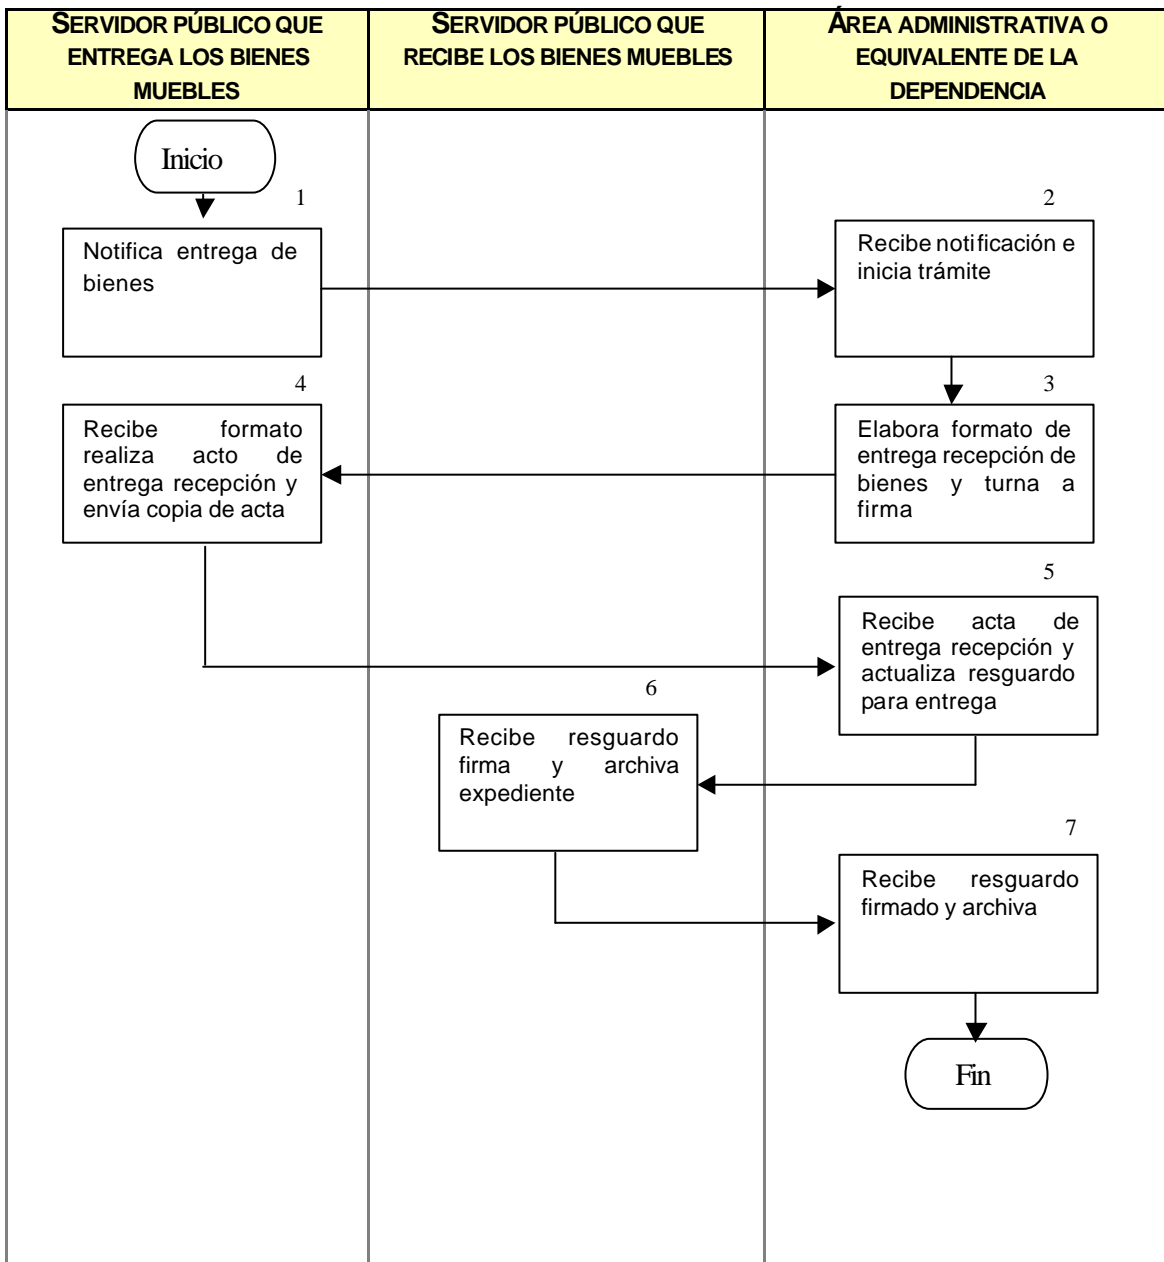 SERVIDOR PÚBLICO QUE
ENTREGA LOS BIENES
MUEBLES
SERVIDOR PÚBLICO QUE
RECIBE LOS BIENES MUEBLES
ÁREA ADMINISTRATIVA O
EQUIVALENTE DE LA
DEPENDENCIA
Inicio
1
Notifica entrega de
bienes
2
Recibe notificación e
inicia trámite
3
Elabora formato de
entrega recepción de
bienes y turna a
firma
4
Recibe formato
realiza acto de
entrega recepción y
envía copia de acta
5
Recibe acta de
entrega recepción y
actualiza resguardo
para entrega
6
Recibe resguardo
firma y archiva
expediente
7
Recibe resguardo
firmado y archiva
Fin